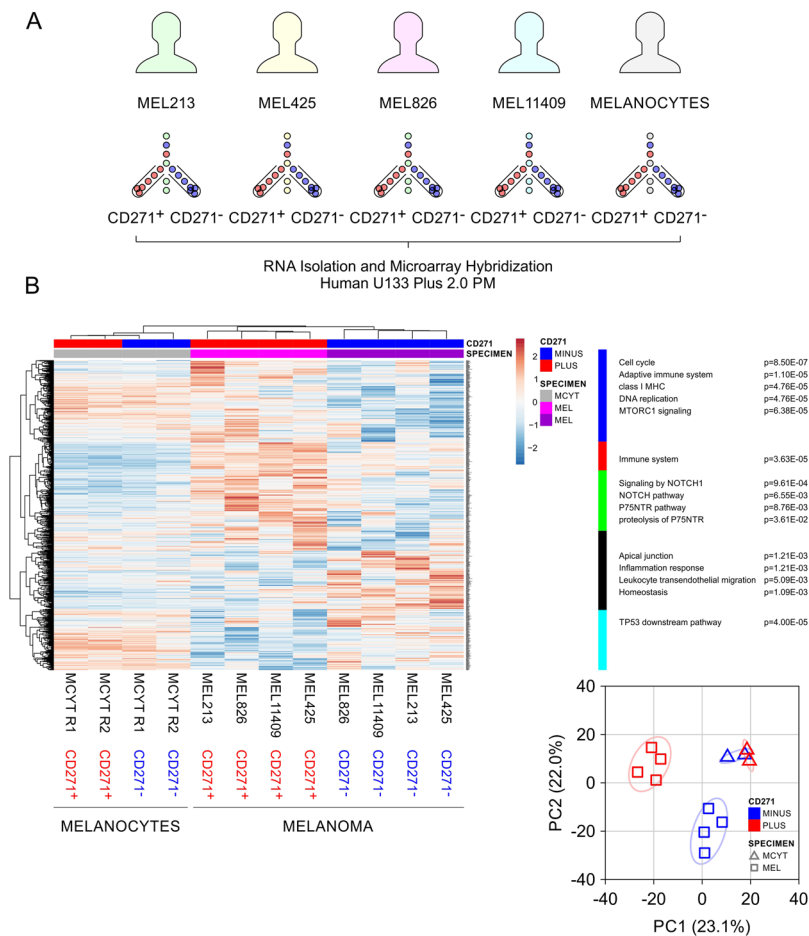 A
MEL213 MEL425 MEL826 MEL11409 MELANOCYTES
CD271+ CD271- CD271+ CD271- CD271+ CD271- CD271+ CD271- CD271+ CD271-
RNA Isolation and Microarray Hybridization
Human U133 Plus 2.0 PM
B
CD271
SPECIMEN
2
1
0
−1
−2
CD271
MINUS
PLUS
SPECIMEN
MCYT
MEL
MEL
Cell cycle p=8.50E-07
Adaptive immune system p=1.10E-05
class I MHC p=4.76E-05
DNA replication p=4.76E-05
MTORC1 signaling p=6.38E-05
Immune system p=3.63E-05
Signaling by NOTCH1 p=9.61E-04
NOTCH pathway p=6.55E-03
P75NTR pathway p=8.76E-03
proteolysis of P75NTR p=3.61E-02
Apical junction p=1.21E-03
Inflammation response p=1.21E-03
Leukocyte transendothelial migration p=5.09E-03
Homeostasis p=1.09E-03
TP53 downstream pathway p=4.00E-05
MCYT R1 MCYT R2 MCYT R1 MCYT R2 MEL213 MEL826 MEL11409 MEL425 MEL826 MEL11409 MEL213 MEL425
CD271+ CD271+ CD271- CD271- CD271+ CD271+ CD271+ CD271+ CD271- CD271- CD271- CD271-
MELANOCYTES MELANOMA
PC2 (22.0%)
40
20
0
-20
-40
CD271
MINUS
PLUS
SPECIMEN
MCYT
MEL
-40 -20 0 20 40
PC1 (23.1%)